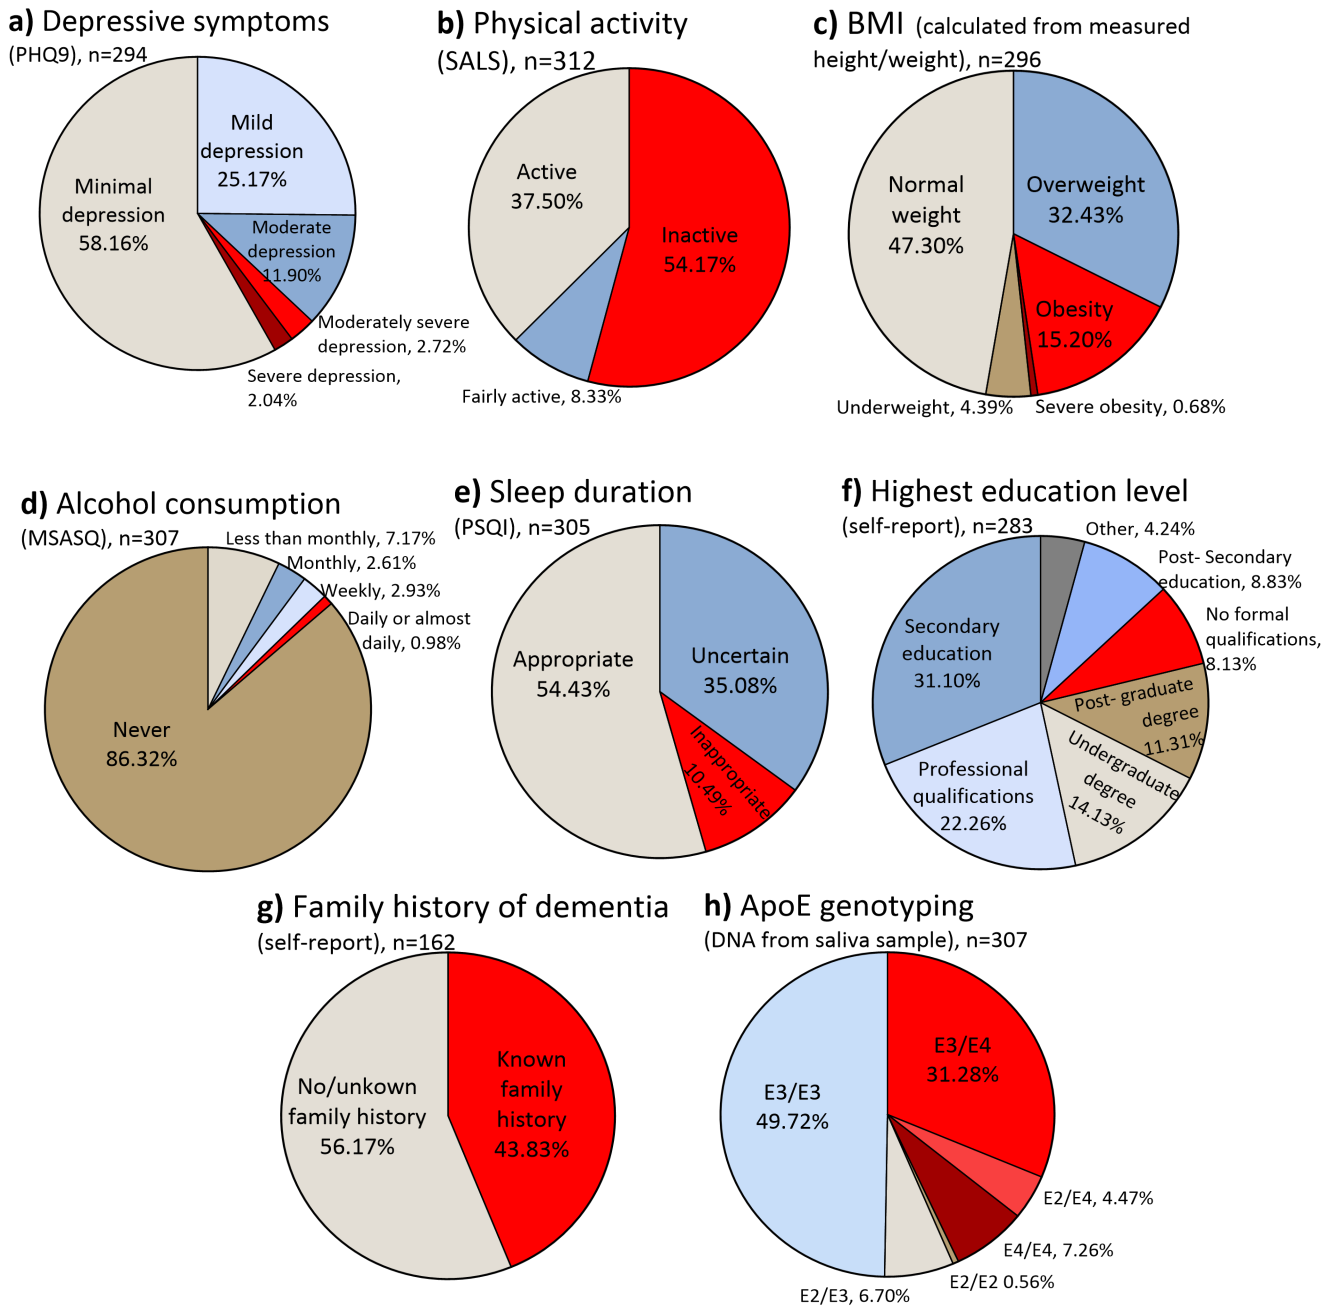 a) Depressive symptoms
(PHQ9), n=294
Mild
depression
25.17%
Minimal
depression
58.16%
Moderate
depression
11.90%
Moderately severe
depression, 2.72%
Severe depression,
2.04%
b) Physical activity
(SALS), n=312
Active
37.50%
Inactive
54.17%
Fairly active, 8.33%
c) BMI (calculated from measured
height/weight), n=296
Normal
weight
47.30%
Overweight
32.43%
Obesity
15.20%
Underweight, 4.39%
Severe obesity, 0.68%
d) Alcohol consumption
(MSASQ), n=307
Less than monthly, 7.17%
Monthly, 2.61%
Weekly, 2.93%
Daily or almost
daily, 0.98%
Never
86.32%
e) Sleep duration
(PSQI), n=305
Appropriate
54.43%
Uncertain
35.08%
Inappropriate
10.49%
f) Highest education level
(self-report), n=283
Other, 4.24%
Post- Secondary
education, 8.83%
No formal
qualifications,
8.13%
Secondary
education
31.10%
Post- graduate
degree
11.31%
Undergraduate
degree
14.13%
Professional
qualifications
22.26%
g) Family history of dementia
(self-report), n=162
No/unkown
family history
56.17%
Known
family
history
43.83%
h) ApoE genotyping
(DNA from saliva sample), n=307
E3/E4
31.28%
E3/E3
49.72%
E2/E4, 4.47%
E4/E4, 7.26%
E2/E2 0.56%
E2/E3, 6.70%